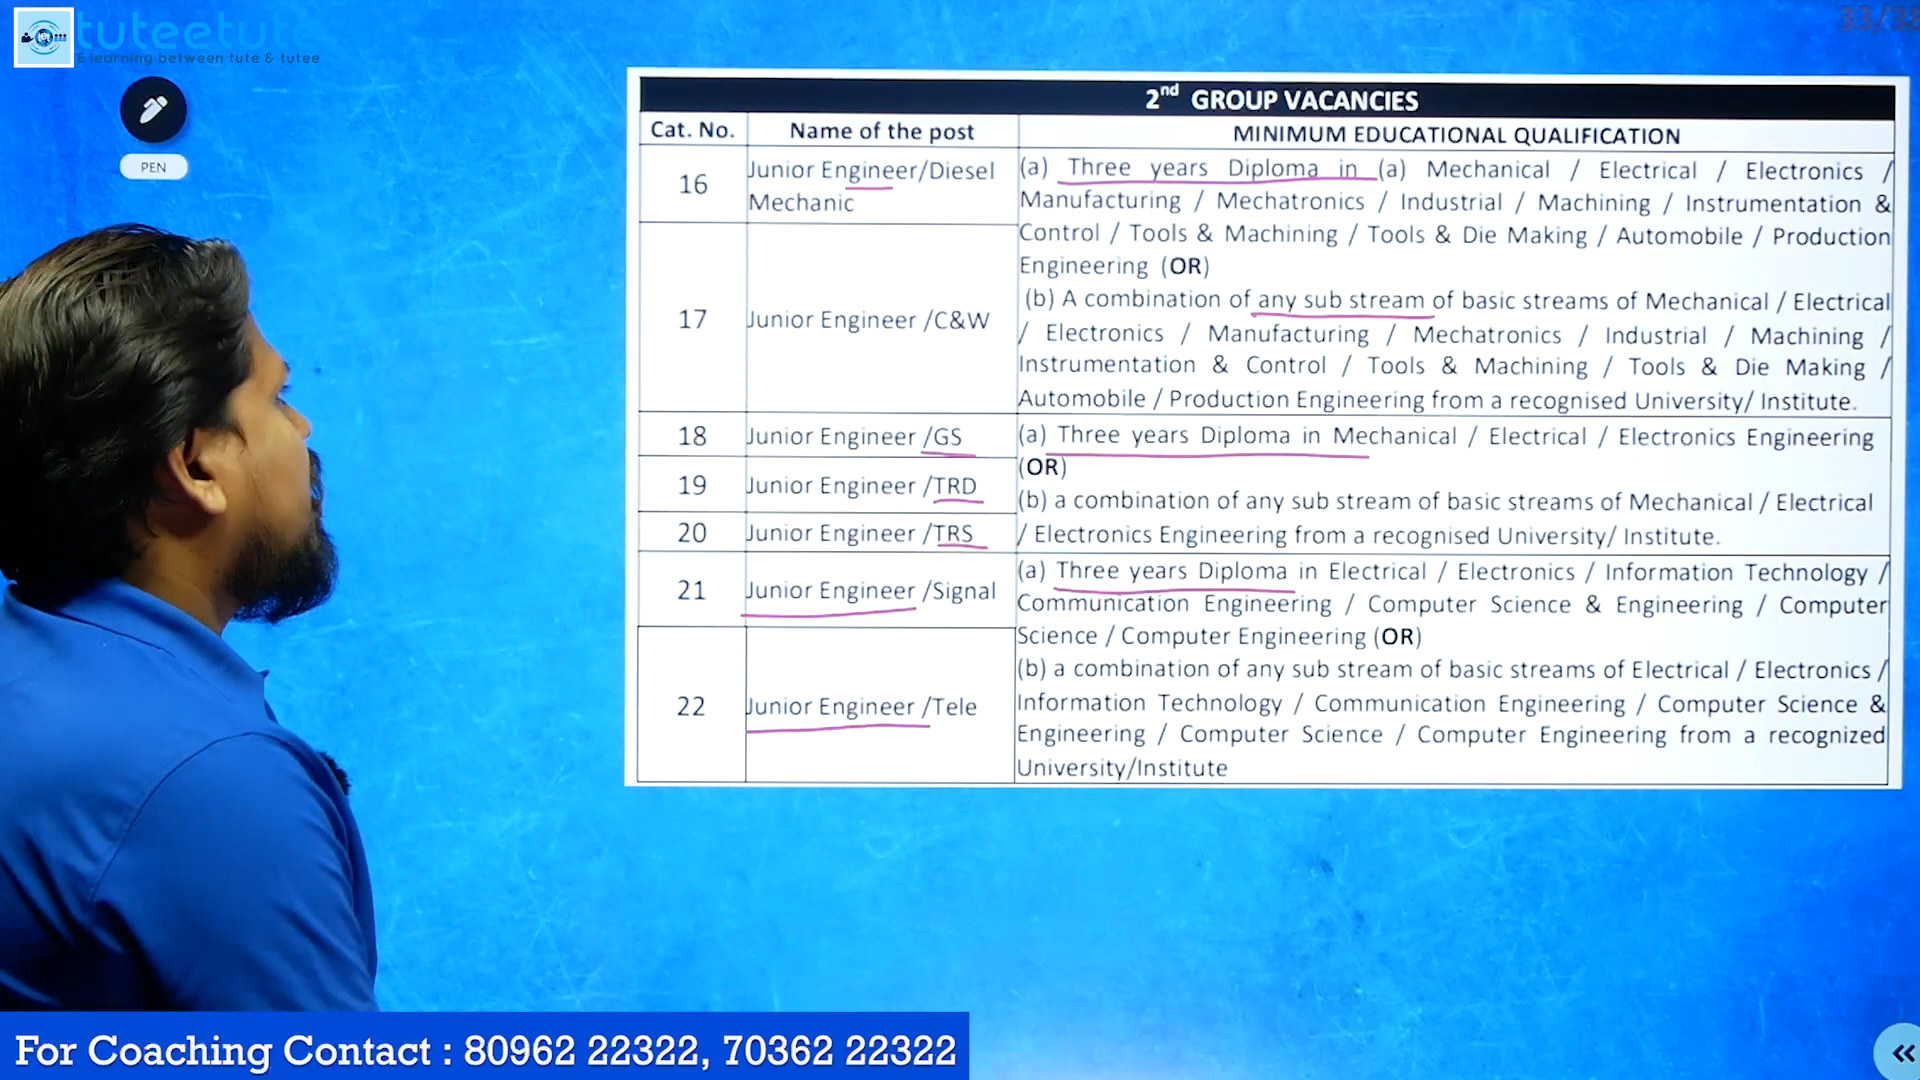 tuteetut
E learning between tute & tutee
33/38
PEN
2nd GROUP VACANCIES
Cat. No. Name of the post MINIMUM EDUCATIONAL QUALIFICATION
16 Junior Engineer/Diesel Mechanic
17 Junior Engineer /C&W
(a) Three years Diploma in (a) Mechanical / Electrical / Electronics /
Manufacturing / Mechatronics / Industrial / Machining / Instrumentation &
Control / Tools & Machining / Tools & Die Making / Automobile / Production
Engineering (OR)
(b) A combination of any sub stream of basic streams of Mechanical / Electrical
/ Electronics / Manufacturing / Mechatronics / Industrial / Machining /
Instrumentation & Control / Tools & Machining / Tools & Die Making /
Automobile / Production Engineering from a recognised University/ Institute.
18 Junior Engineer /GS
19 Junior Engineer /TRD
20 Junior Engineer /TRS
(a) Three years Diploma in Mechanical / Electrical / Electronics Engineering
(OR)
(b) a combination of any sub stream of basic streams of Mechanical / Electrical
/ Electronics Engineering from a recognised University/ Institute.
21 Junior Engineer /Signal
22 Junior Engineer /Tele
(a) Three years Diploma in Electrical / Electronics / Information Technology /
Communication Engineering / Computer Science & Engineering / Computer
Science / Computer Engineering (OR)
(b) a combination of any sub stream of basic streams of Electrical / Electronics /
Information Technology / Communication Engineering / Computer Science &
Engineering / Computer Science / Computer Engineering from a recognized
University/Institute
For Coaching Contact : 80962 22322, 70362 22322